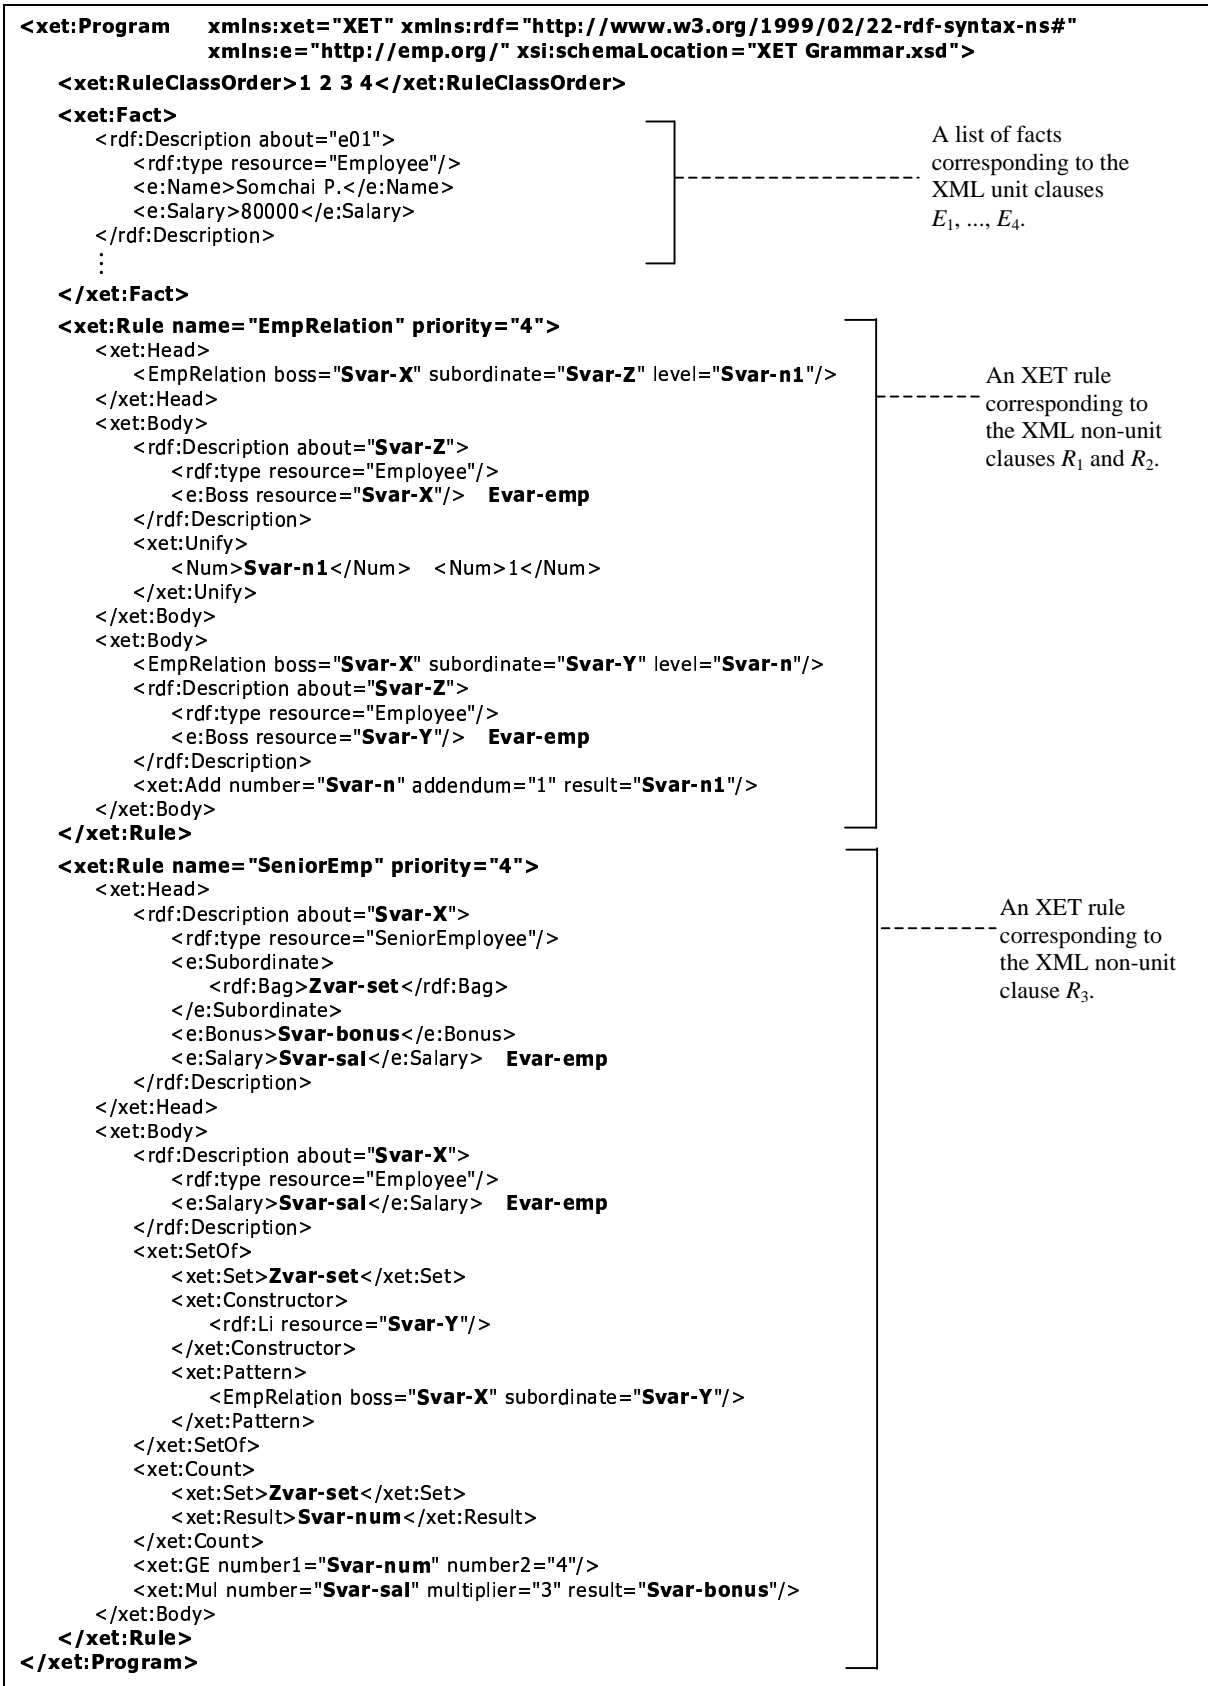 <xet:Program xmlns:xet="XET" xmlns:rdf="http://www.w3.org/1999/02/22-rdf-syntax-ns#"
xmlns:e="http://emp.org/" xsi:schemaLocation="XET Grammar.xsd">
<xet:RuleClassOrder>1 2 3 4</xet:RuleClassOrder>
<xet:Fact>
<rdf:Description about="e01">
<rdf:type resource="Employee"/>
<e:Name>Somchai P.</e:Name>
<e:Salary>80000</e:Salary>
</rdf:Description>
⋮
</xet:Fact>
A list of facts
corresponding to the
XML unit clauses
E1, ..., E4.
<xet:Rule name="EmpRelation" priority="4">
<xet:Head>
<EmpRelation boss="Svar-X" subordinate="Svar-Z" level="Svar-n1"/>
</xet:Head>
<xet:Body>
<rdf:Description about="Svar-Z">
<rdf:type resource="Employee"/>
<e:Boss resource="Svar-X"/> Evar-emp
</rdf:Description>
<xet:Unify>
<Num>Svar-n1</Num> <Num>1</Num>
</xet:Unify>
</xet:Body>
<xet:Body>
<EmpRelation boss="Svar-X" subordinate="Svar-Y" level="Svar-n"/>
<rdf:Description about="Svar-Z">
<rdf:type resource="Employee"/>
<e:Boss resource="Svar-Y"/> Evar-emp
</rdf:Description>
<xet:Add number="Svar-n" addendum="1" result="Svar-n1"/>
</xet:Body>
</xet:Rule>
An XET rule
corresponding to
the XML non-unit
clauses R1 and R2.
<xet:Rule name="SeniorEmp" priority="4">
<xet:Head>
<rdf:Description about="Svar-X">
<rdf:type resource="SeniorEmployee"/>
<e:Subordinate>
<rdf:Bag>Zvar-set</rdf:Bag>
</e:Subordinate>
<e:Bonus>Svar-bonus</e:Bonus>
<e:Salary>Svar-sal</e:Salary> Evar-emp
</rdf:Description>
</xet:Head>
<xet:Body>
<rdf:Description about="Svar-X">
<rdf:type resource="Employee"/>
<e:Salary>Svar-sal</e:Salary> Evar-emp
</rdf:Description>
<xet:SetOf>
<xet:Set>Zvar-set</xet:Set>
<xet:Constructor>
<rdf:Li resource="Svar-Y"/>
</xet:Constructor>
<xet:Pattern>
<EmpRelation boss="Svar-X" subordinate="Svar-Y"/>
</xet:Pattern>
</xet:SetOf>
<xet:Count>
<xet:Set>Zvar-set</xet:Set>
<xet:Result>Svar-num</xet:Result>
</xet:Count>
<xet:GE number1="Svar-num" number2="4"/>
<xet:Mul number="Svar-sal" multiplier="3" result="Svar-bonus"/>
</xet:Body>
</xet:Rule>
</xet:Program>
An XET rule
corresponding to
the XML non-unit
clause R3.